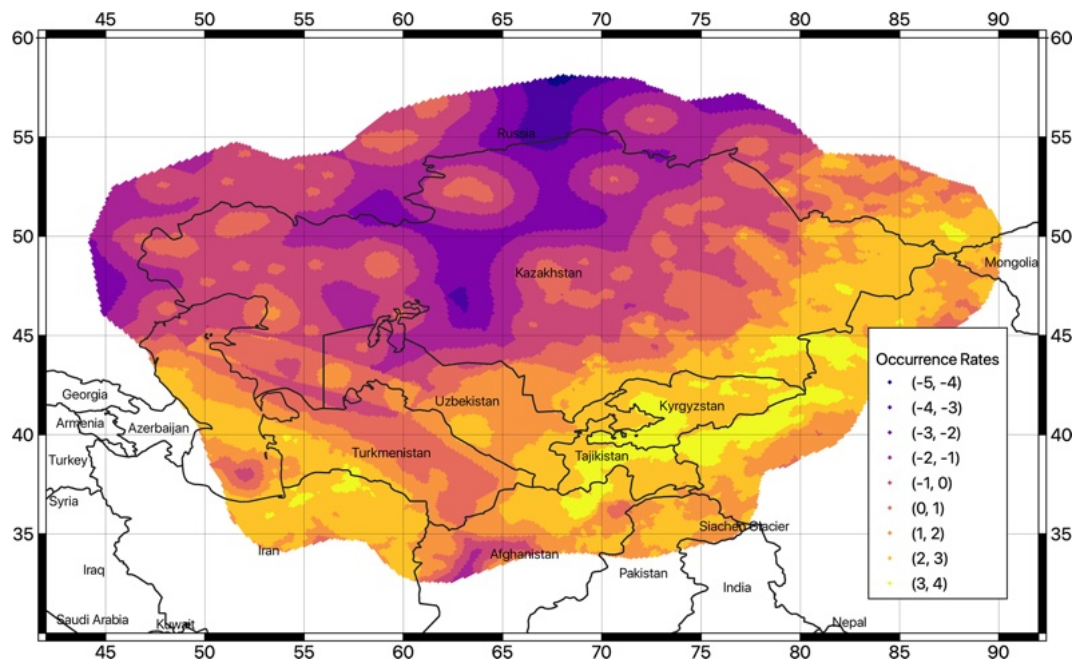 45 50 55 60 65 70 75 80 85 90
60 60
55 Russia 55
50 50
Mongolia
Kazakhstan
45 45
Occurrence Rates
(-5, -4)
Georgia (-4, -3)
Uzbekistan Kyrgyzstan
Armenia Azerbaijan (-3, -2)
40 40
Turkey Turkmenistan Tajikistan (-2, -1)
(-1, 0)
Syria (0, 1)
Siachen Glacier
35 (1, 2) 35
Iran Afghanistan
(2, 3)
Iraq Pakistan
(3, 4)
India
Saudi Arabia Kuwait Nepal
45 50 55 60 65 70 75 80 85 90